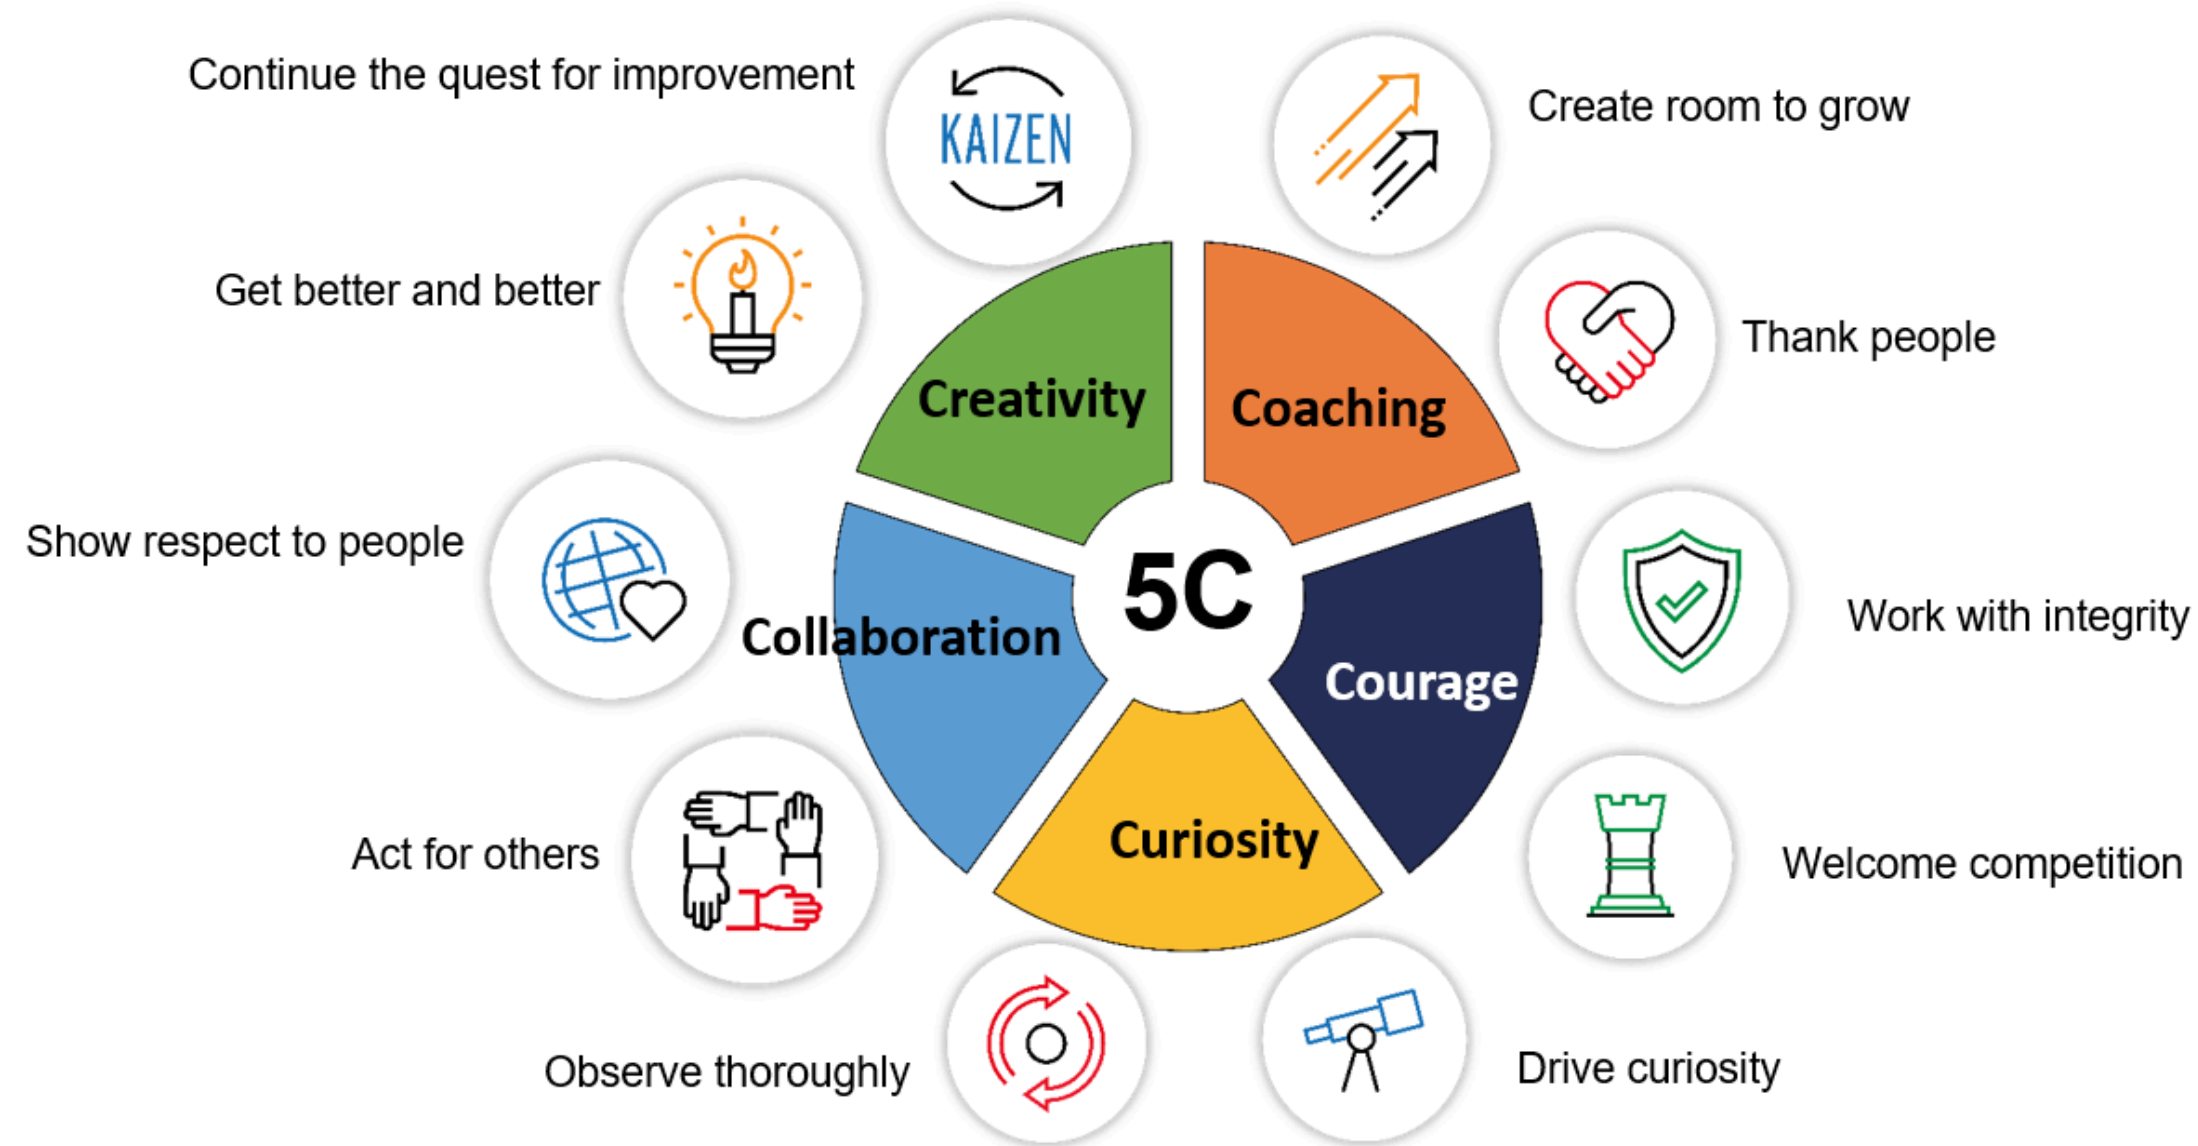 Continue the quest for improvement
KAIZEN
Create room to grow
Get better and better
Thank people
Creativity
Coaching
Show respect to people
5C
Work with integrity
Collaboration
Courage
Curiosity
Act for others
Welcome competition
Observe thoroughly
Drive curiosity